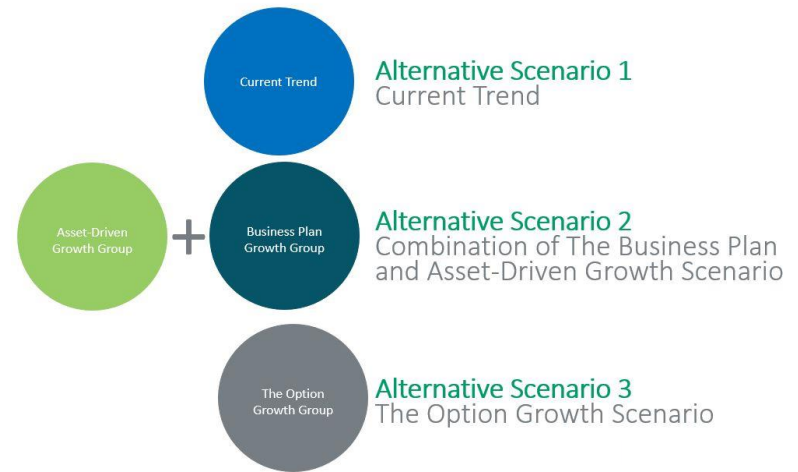 Current Trend
Alternative Scenario 1
Current Trend
Asset-Driven
Growth Group
+
Business Plan
Growth Group
Alternative Scenario 2
Combination of The Business Plan
and Asset-Driven Growth Scenario
The Option
Growth Group
Alternative Scenario 3
The Option Growth Scenario